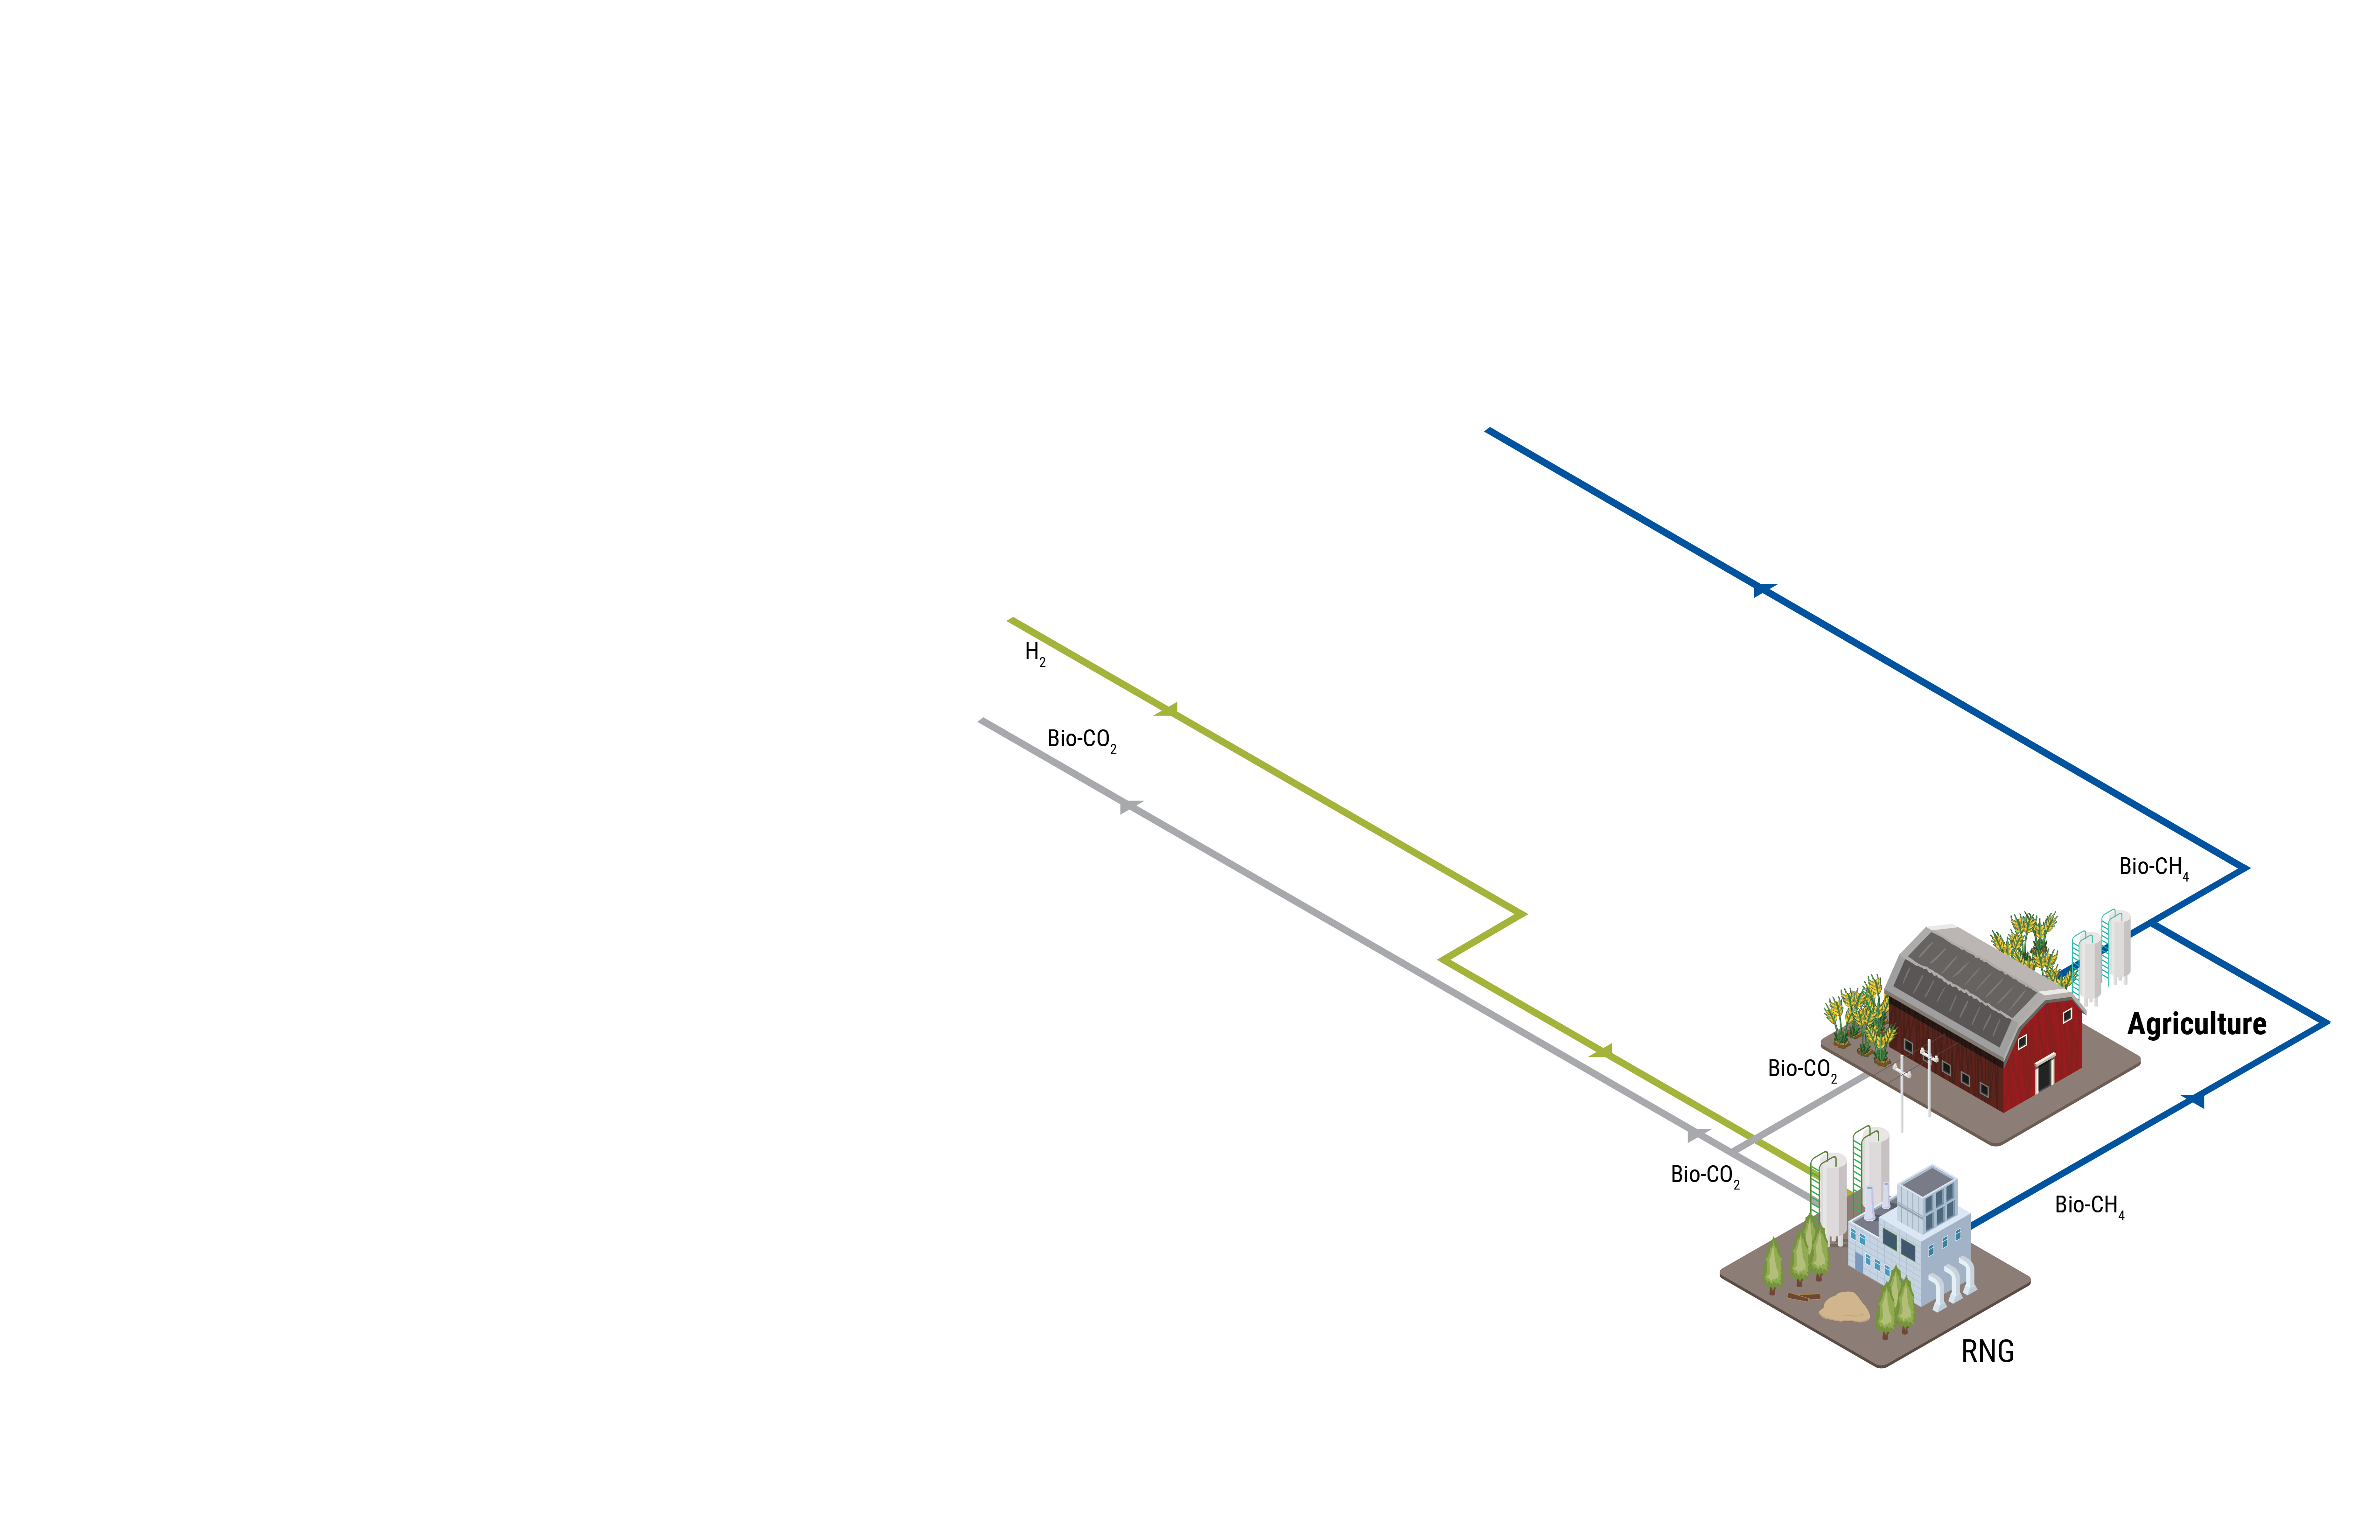 H₂
Bio-CO₂
Bio-CH₄
Agriculture
Bio-CO₂
Bio-CO₂
Bio-CH₄
RNG